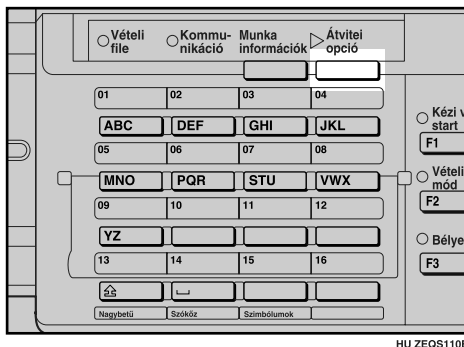 Vételi file
Kommu-nikáció
Munka információk
Átvitei opció
01 02 03 04
ABC DEF GHI JKL
05 06 07 08
MNO PQR STU VWX
09 10 11 12
YZ
13 14 15 16
Nagybetű Szóköz Szimbólumok
Kézi v
start
F1
Vételi
mód
F2
Bélye
F3
HU ZEQS110E